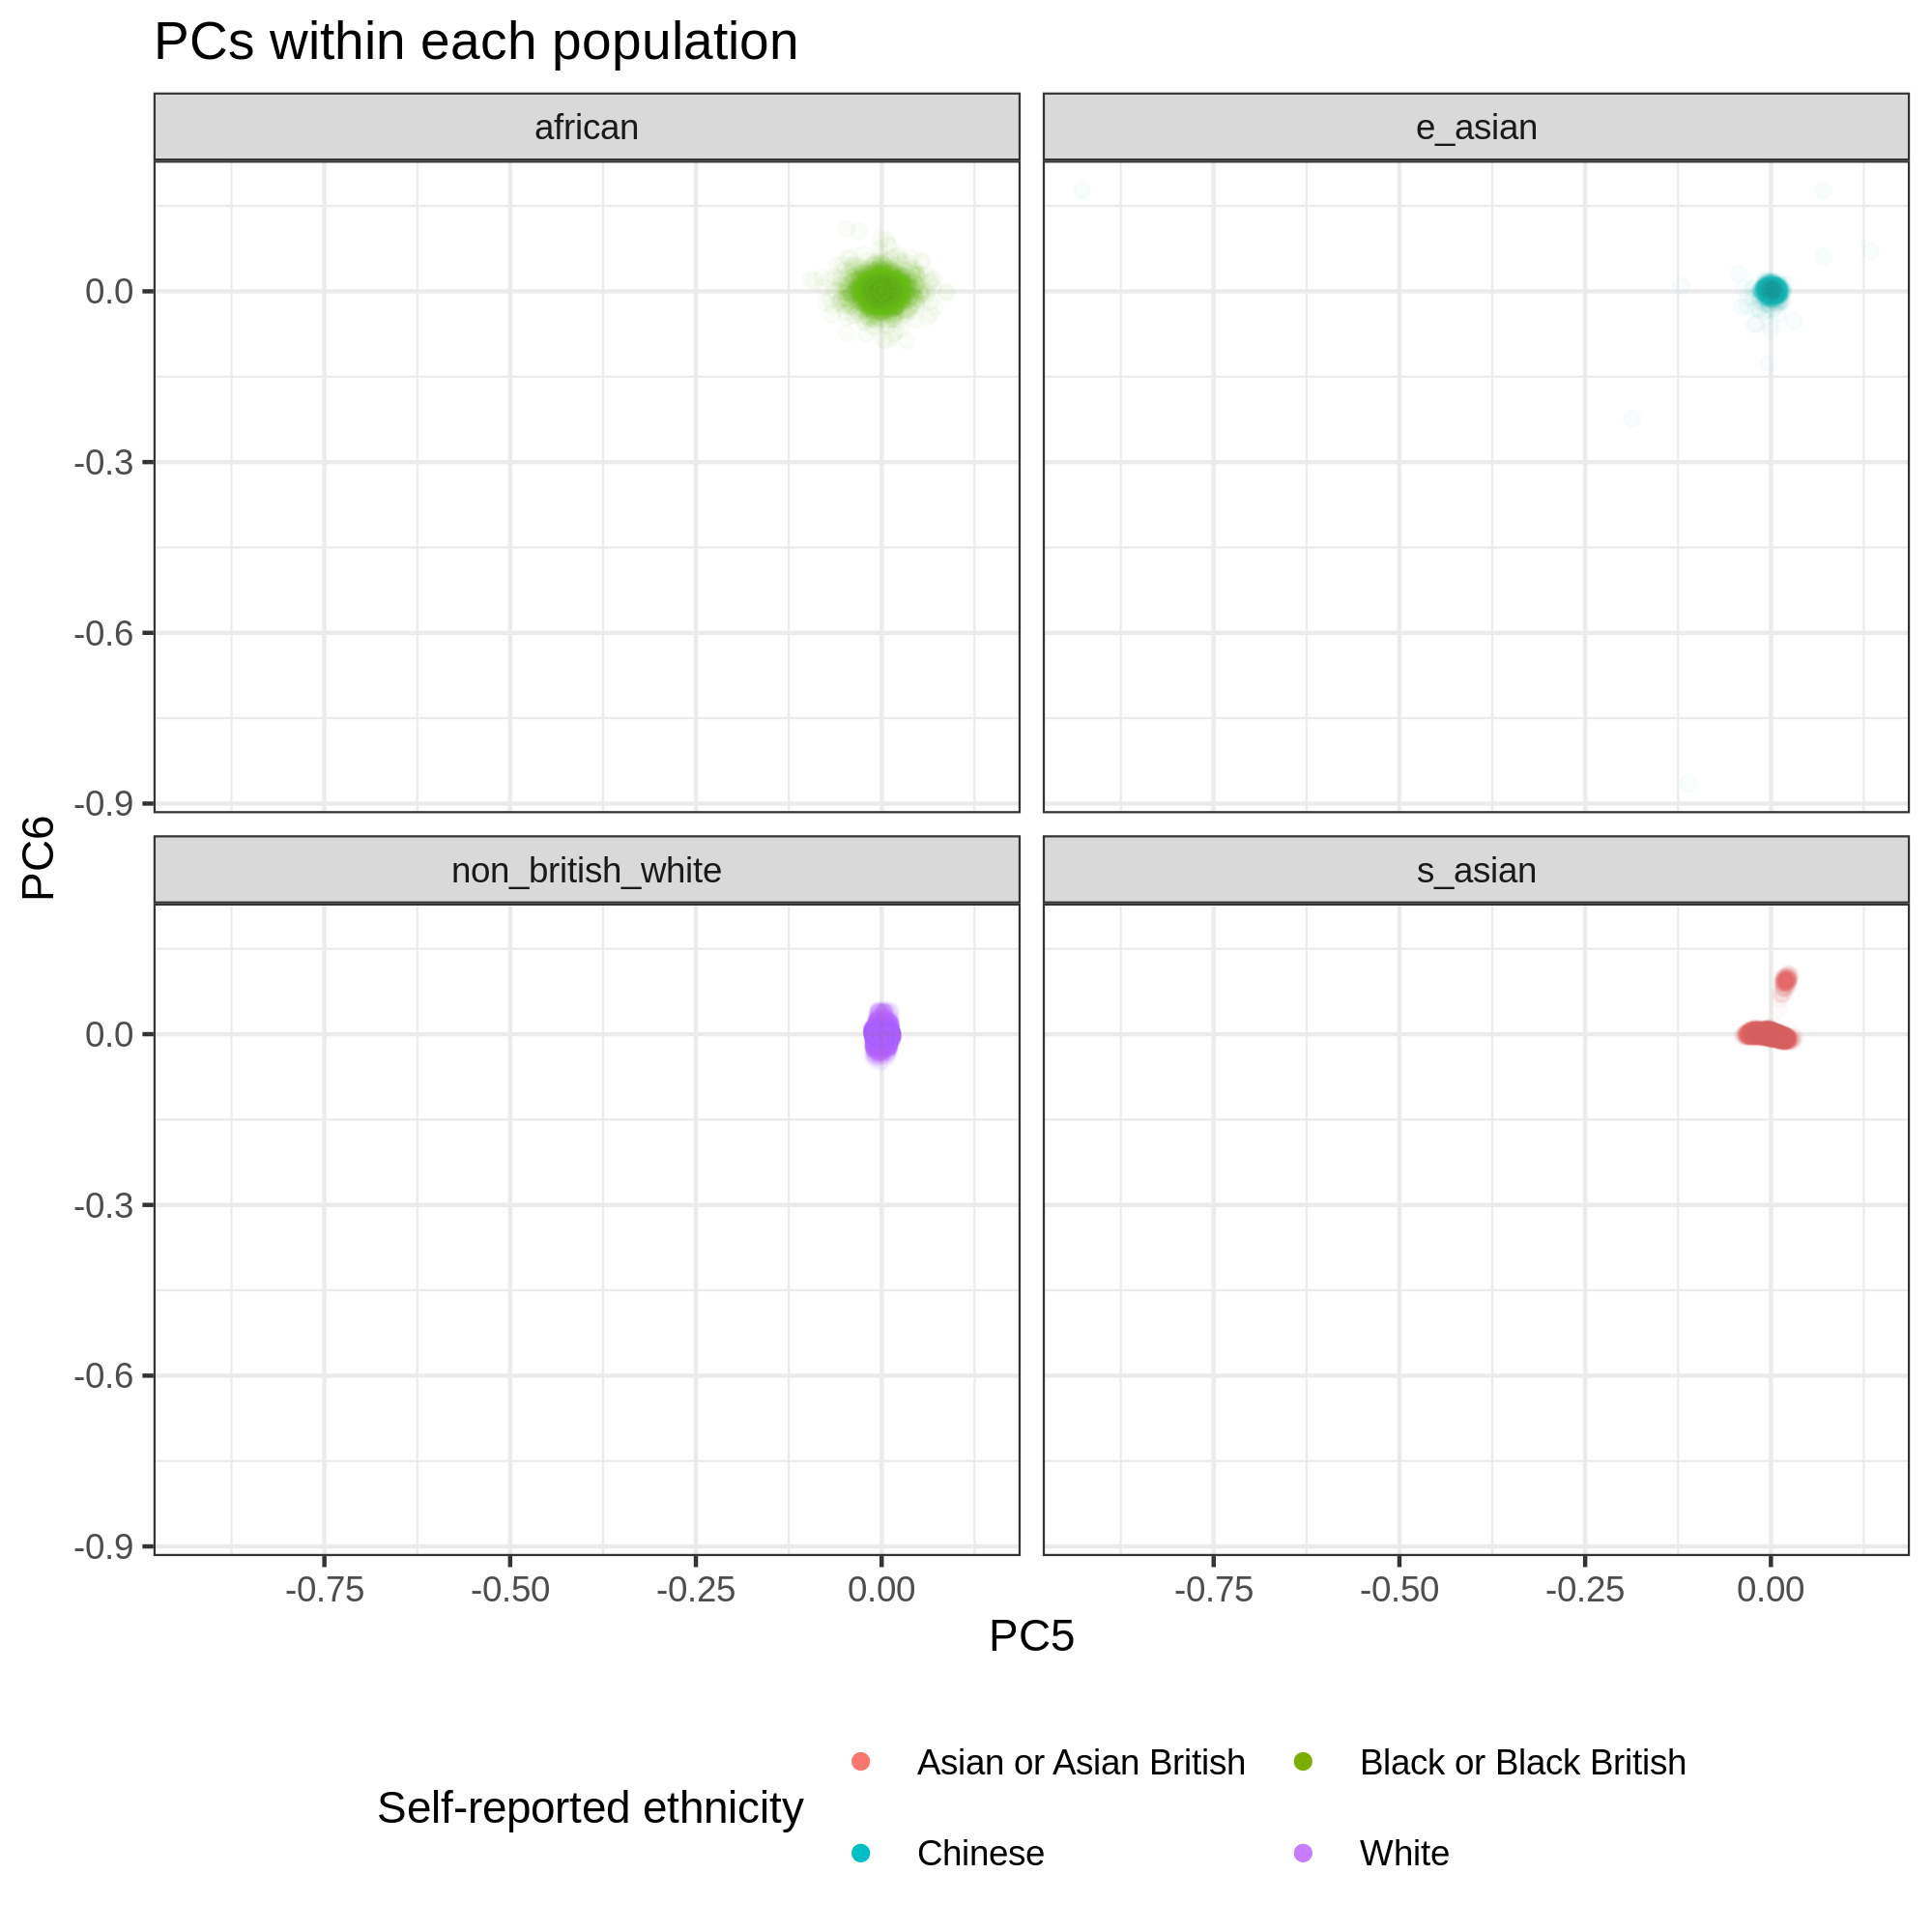 PCs within each population
african
e_asian
0.0
-0.3
-0.6
-0.9
non_british_white
s_asian
0.0
-0.3
-0.6
-0.9
PC6
-0.75 -0.50 -0.25 0.00
-0.75 -0.50 -0.25 0.00
PC5
Self-reported ethnicity
Asian or Asian British
Black or Black British
Chinese
White